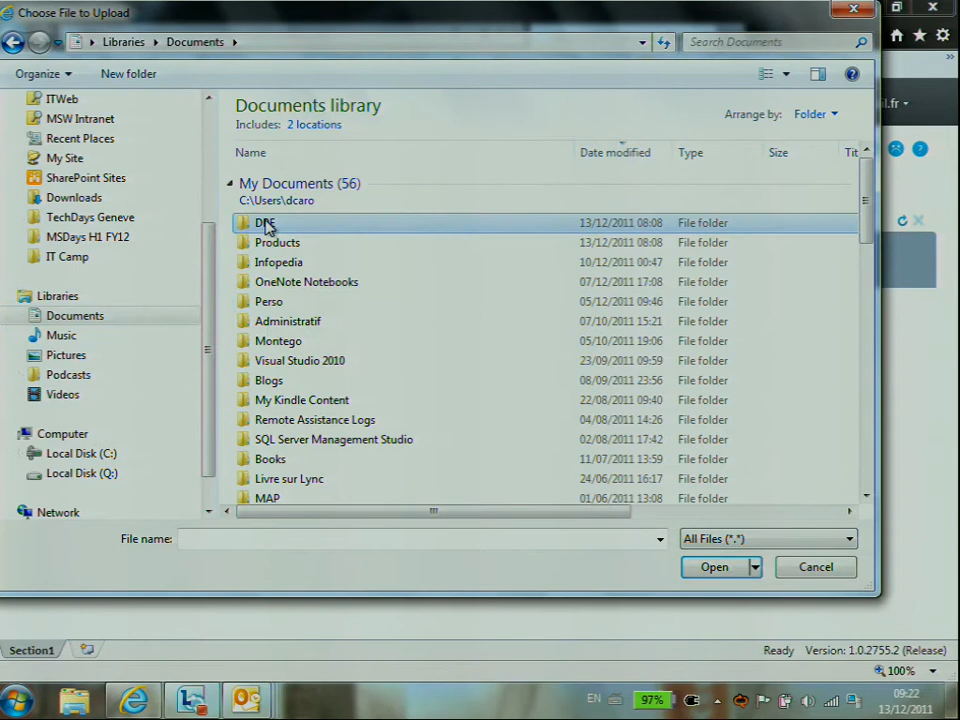 Choose File to Upload
Libraries Documents
Search Documents
Organize New folder
ITWeb
MSW Intranet
Recent Places
My Site
SharePoint Sites
Downloads
TechDays Geneve
MSDays H1 FY12
IT Camp
Libraries
Documents
Music
Pictures
Podcasts
Videos
Computer
Local Disk (C:)
Local Disk (Q:)
Network
Documents library
Includes: 2 locations
Arrange by: Folder
Name Date modified Type Size Tit
My Documents (56)
C:\Users\dcaro
13/12/2011 08:08 File folder
Products 13/12/2011 08:08 File folder
Infopedia 10/12/2011 00:47 File folder
OneNote Notebooks 07/12/2011 17:08 File folder
Perso 05/12/2011 09:46 File folder
Administratif 07/10/2011 15:21 File folder
Montego 05/10/2011 19:06 File folder
Visual Studio 2010 23/09/2011 09:59 File folder
Blogs 08/09/2011 23:56 File folder
My Kindle Content 22/08/2011 09:40 File folder
Remote Assistance Logs 04/08/2011 14:26 File folder
SQL Server Management Studio 02/08/2011 17:42 File folder
Books 11/07/2011 13:59 File folder
Livre sur Lync 24/06/2011 16:17 File folder
MAP 01/06/2011 13:08 File folder
File name:
All Files (*.*)
Open Cancel
il.fr
Section1
Ready Version: 1.0.2755.2 (Release)
100%
EN
97%
09:22
13/12/2011